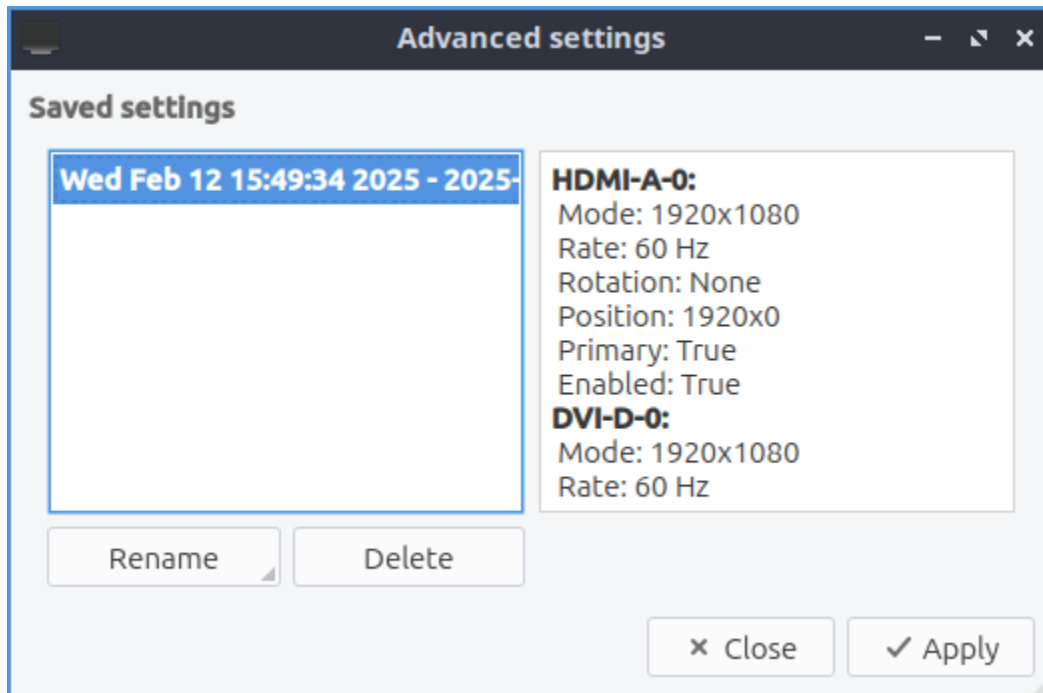 Advanced settings
Saved settings
Wed Feb 12 15:49:34 2025 - 2025-
HDMI-A-0:
Mode: 1920x1080
Rate: 60 Hz
Rotation: None
Position: 1920x0
Primary: True
Enabled: True
DVI-D-0:
Mode: 1920x1080
Rate: 60 Hz
Rename
Delete
Close
Apply